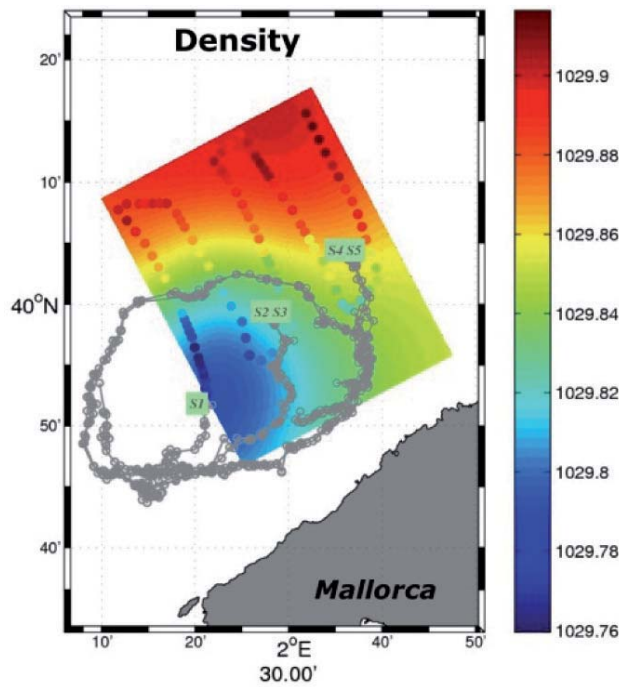 Density
20'
10'
40°N
50'
40'
S4 S5
S2 S3
S1
Mallorca
10'
20'
2°E
30.00'
40'
50'
1029.9
1029.88
1029.86
1029.84
1029.82
1029.8
1029.78
1029.76